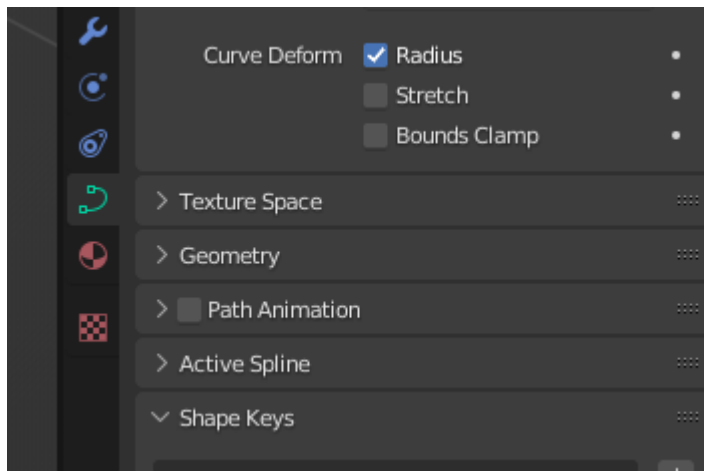 Curve Deform Radius
Stretch
Bounds Clamp
Texture Space
Geometry
Path Animation
Active Spline
Shape Keys